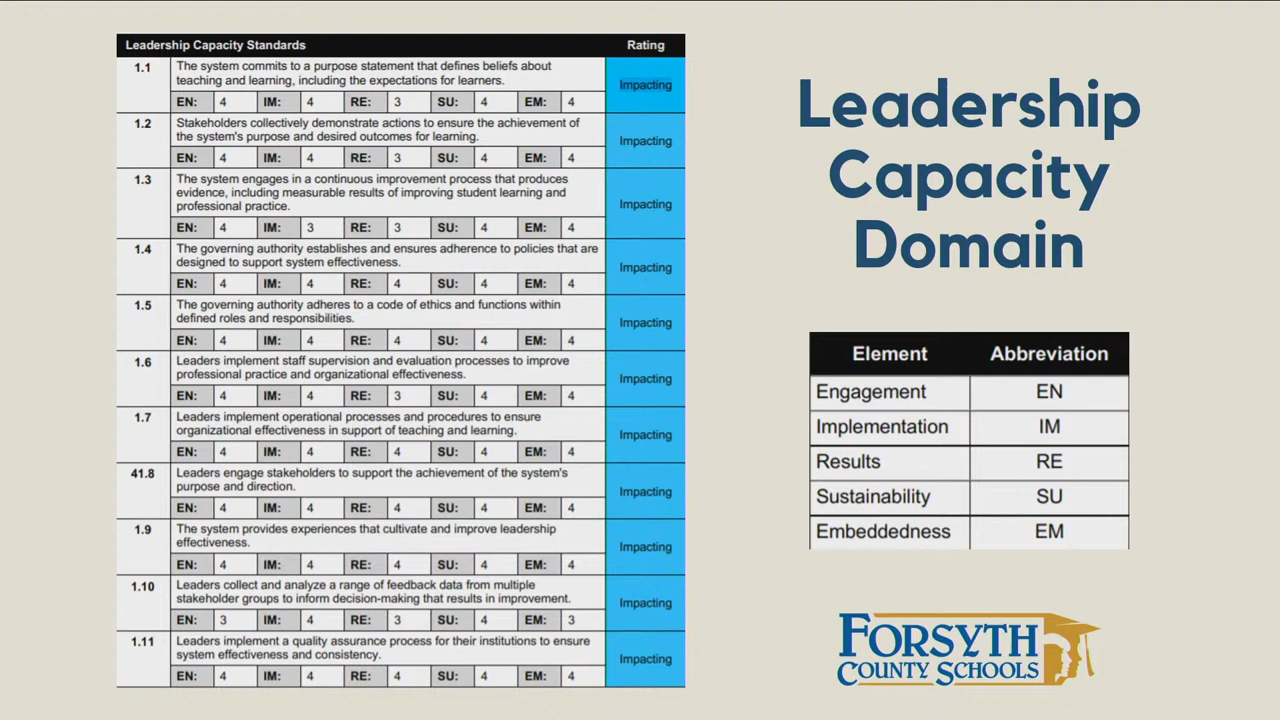 Leadership Capacity Standards Rating
1.1 The system commits to a purpose statement that defines beliefs about
teaching and learning, including the expectations for learners.
Impacting
EN: 4 IM: 4 RE: 3 SU: 4 EM: 4
1.2 Stakeholders collectively demonstrate actions to ensure the achievement of
the system's purpose and desired outcomes for learning.
Impacting
EN: 4 IM: 4 RE: 3 SU: 4 EM: 4
1.3 The system engages in a continuous improvement process that produces
evidence, including measurable results of improving student learning and
professional practice.
Impacting
EN: 4 IM: 3 RE: 3 SU: 4 EM: 4
1.4 The governing authority establishes and ensures adherence to policies that are
designed to support system effectiveness.
Impacting
EN: 4 IM: 4 RE: 4 SU: 4 EM: 4
1.5 The governing authority adheres to a code of ethics and functions within
defined roles and responsibilities.
Impacting
EN: 4 IM: 4 RE: 4 SU: 4 EM: 4
1.6 Leaders implement staff supervision and evaluation processes to improve
professional practice and organizational effectiveness.
Impacting
EN: 4 IM: 4 RE: 3 SU: 4 EM: 4
1.7 Leaders implement operational processes and procedures to ensure
organizational effectiveness in support of teaching and learning.
Impacting
EN: 4 IM: 4 RE: 4 SU: 4 EM: 4
41.8 Leaders engage stakeholders to support the achievement of the system's
purpose and direction.
Impacting
EN: 4 IM: 4 RE: 4 SU: 4 EM: 4
1.9 The system provides experiences that cultivate and improve leadership
effectiveness.
Impacting
EN: 4 IM: 4 RE: 4 SU: 4 EM: 4
1.10 Leaders collect and analyze a range of feedback data from multiple
stakeholder groups to inform decision-making that results in improvement.
Impacting
EN: 3 IM: 4 RE: 3 SU: 4 EM: 3
1.11 Leaders implement a quality assurance process for their institutions to ensure
system effectiveness and consistency.
Impacting
EN: 4 IM: 4 RE: 4 SU: 4 EM: 4
Leadership
Capacity
Domain
Element Abbreviation
Engagement EN
Implementation IM
Results RE
Sustainability SU
Embeddedness EM
FORSYTH
COUNTY SCHOOLS